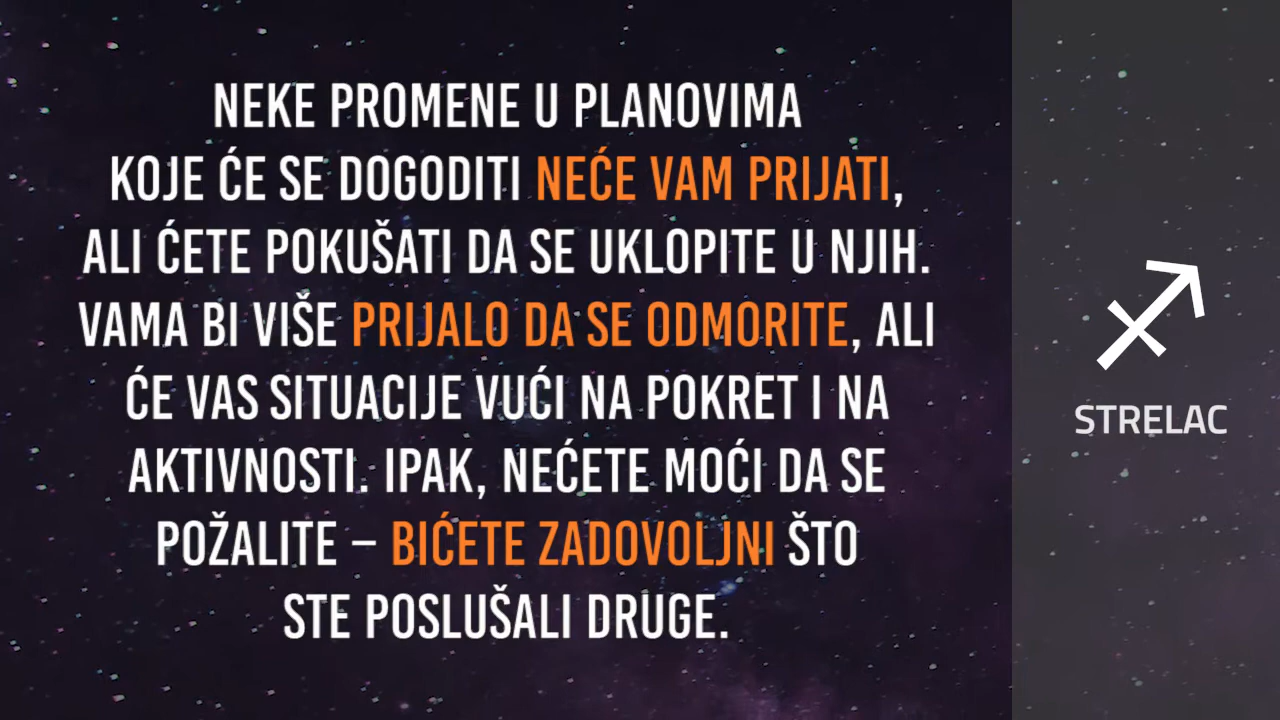 NEKE PROMENE U PLANOVIMA
KOJE ĆE SE DOGODITI NEĆE VAM PRIJATI,
ALI ĆETE POKUŠATI DA SE UKLOPITE U NJIH.
VAMA BI VIŠE PRIJALO DA SE ODMORITE, ALI
ĆE VAS SITUACIJE VUĆI NA POKRET I NA
AKTIVNOSTI. IPAK, NEĆETE MOĆI DA SE
POŽALITE – BIĆETE ZADOVOLJNI ŠTO
STE POSLUŠALI DRUGE.
STRELAC